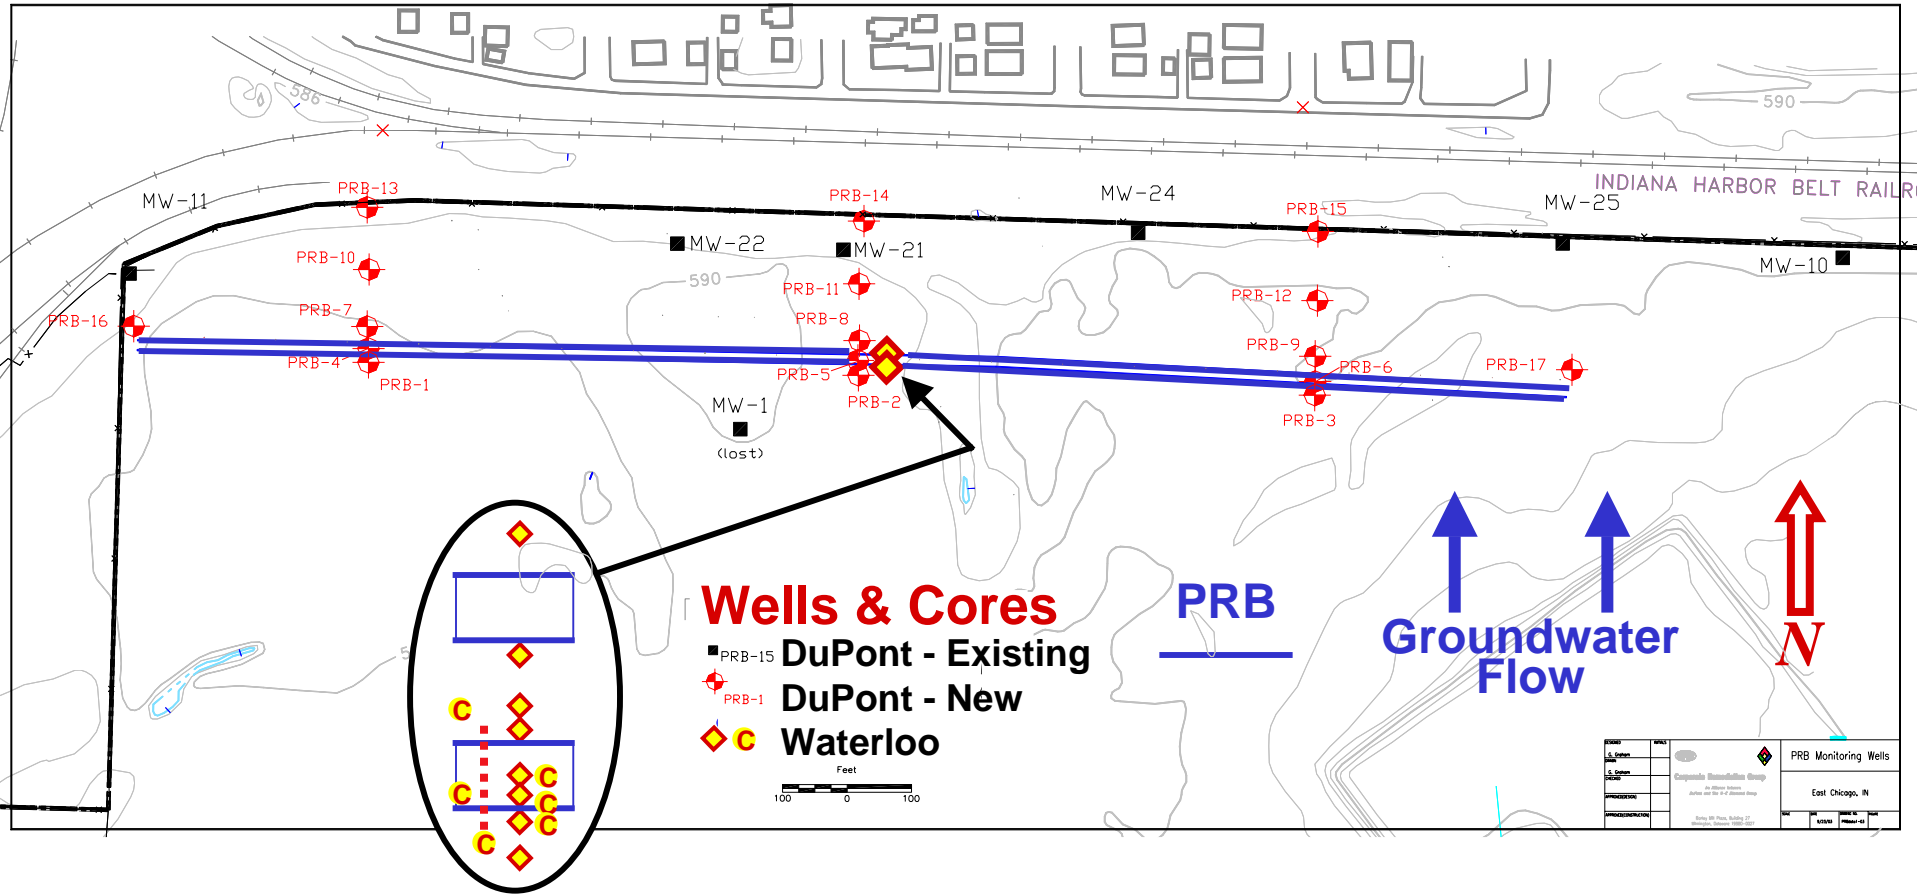 586
590
INDIANA HARBOR BELT RAILR
MW-11
PRB-13
PRB-14
MW-24
PRB-15
MW-25
MW-22
MW-21
MW-10
PRB-10
590
PRB-11
PRB-12
PRB-16
PRB-7
PRB-8
PRB-9
PRB-4
PRB-1
PRB-5
PRB-2
PRB-6
PRB-17
PRB-3
MW-1
(lost)
Wells & Cores
PRB-15 DuPont - Existing
PRB-1 DuPont - New
C Waterloo
Feet
100 0 100
PRB
Groundwater
Flow
N
C
C
C
C
C
C
PRB Monitoring Wells
East Chicago, IN
Corporate Remediation Group